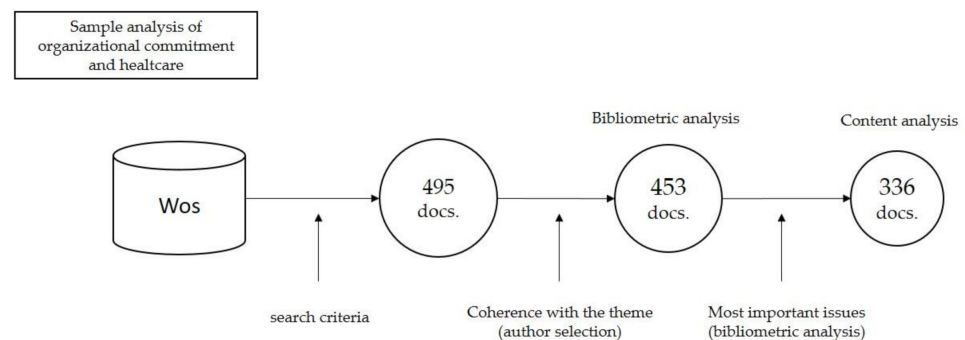 Sample analysis of
organizational commitment
and healtcare
Bibliometric analysis
Content analysis
Wos
495
docs.
453
docs.
336
docs.
search criteria
Coherence with the theme
(author selection)
Most important issues
(bibliometric analysis)